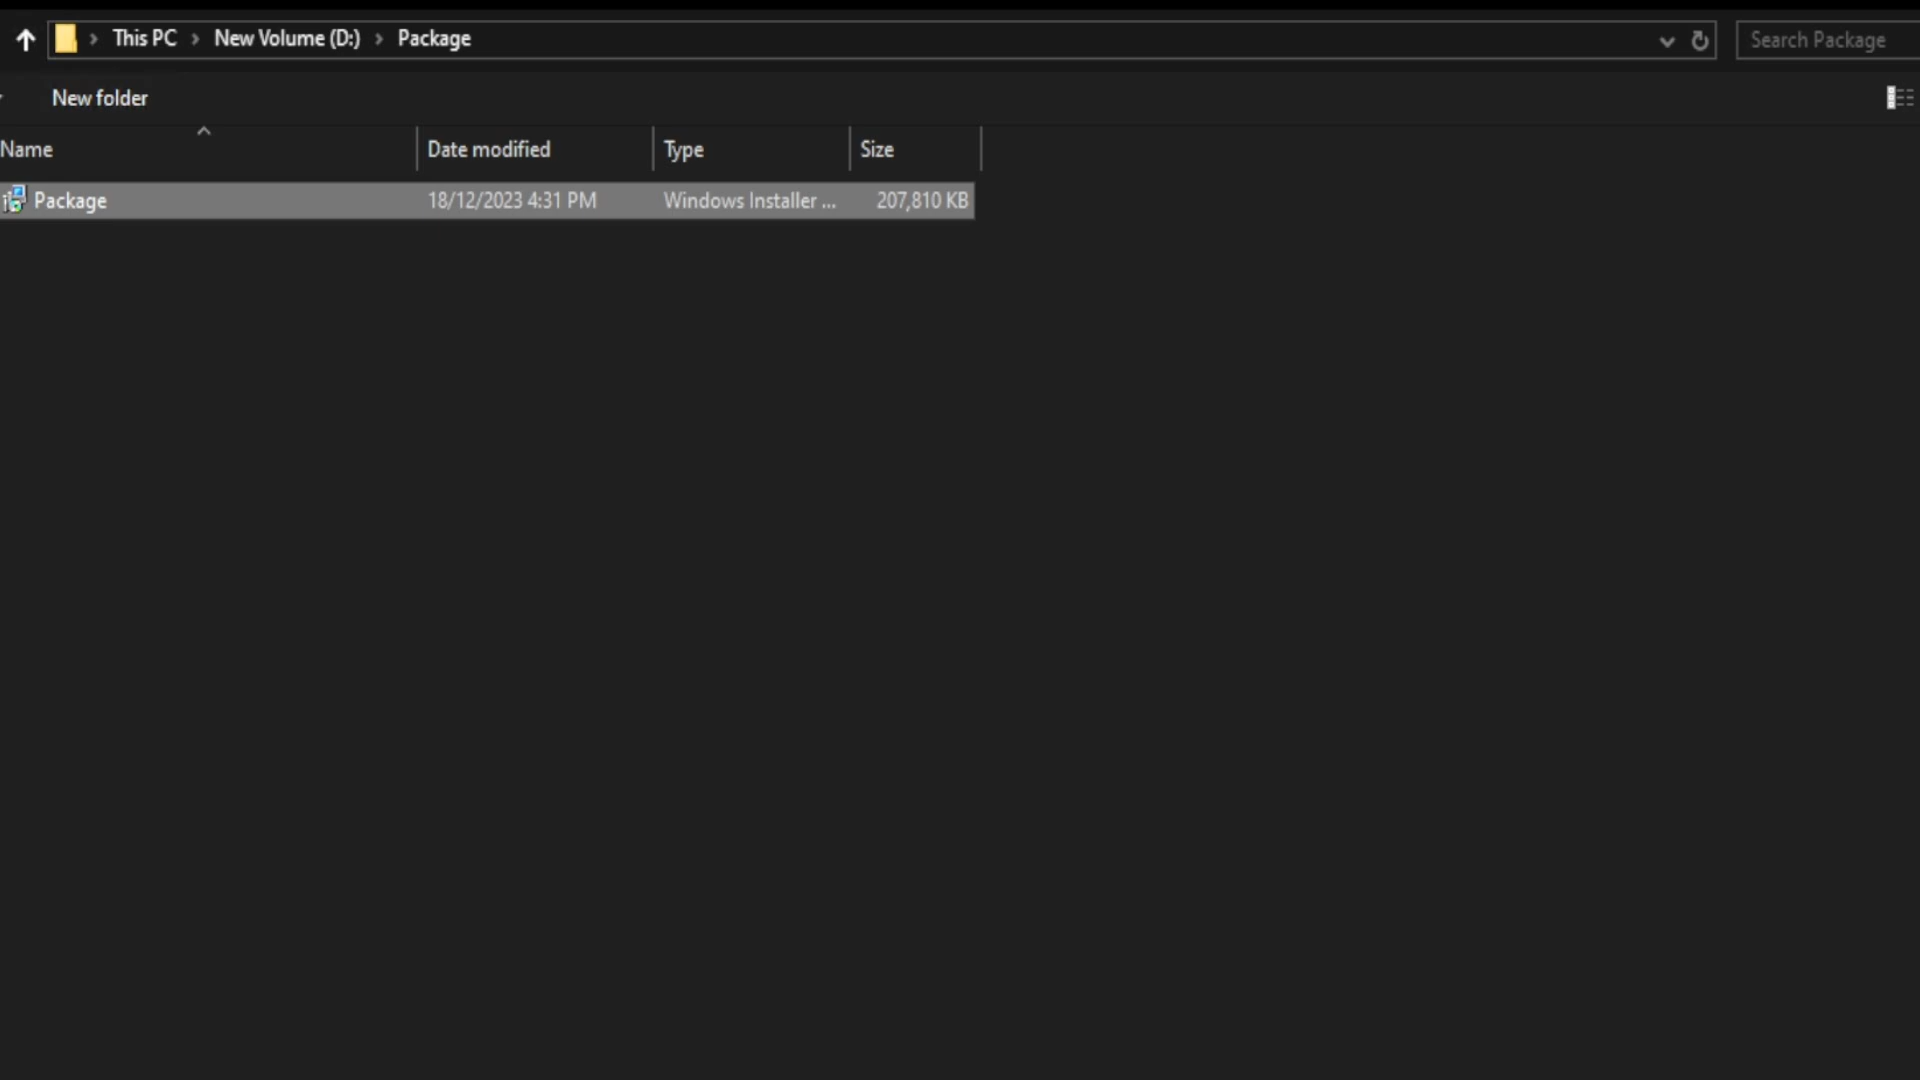 This PC > New Volume (D:) > Package
Search Package
New folder
Name Date modified Type Size
Package 18/12/2023 4:31 PM Windows Installer ... 207,810 KB